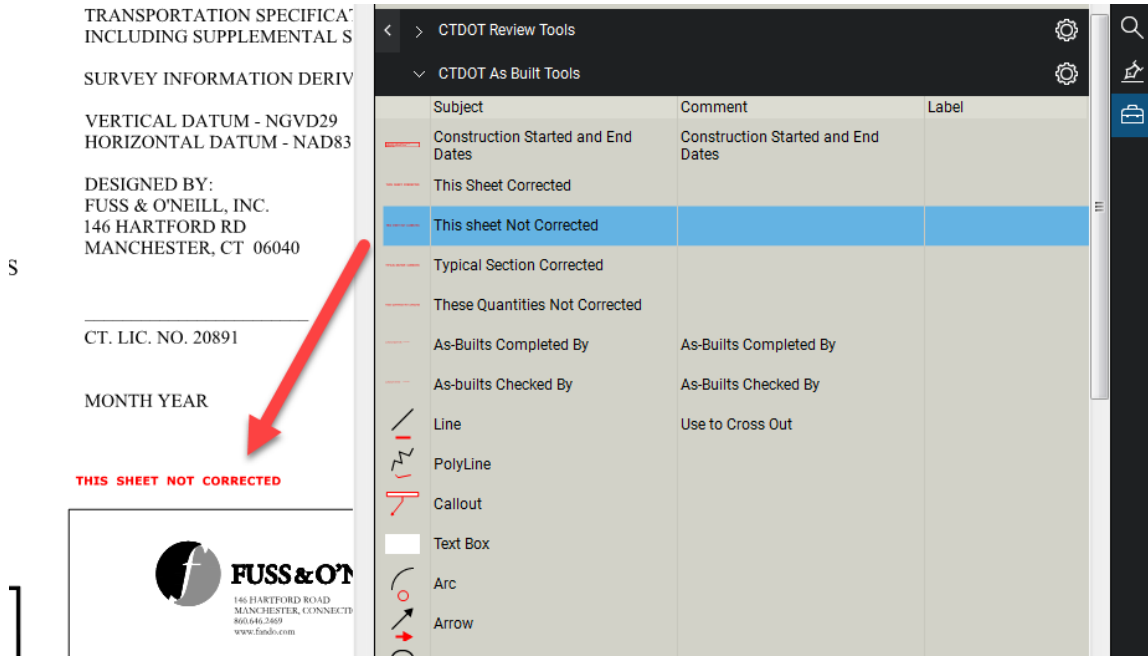 TRANSPORTATION SPECIFICAT
INCLUDING SUPPLEMENTAL S
SURVEY INFORMATION DERIV
VERTICAL DATUM - NGVD29
HORIZONTAL DATUM - NAD83
DESIGNED BY:
FUSS & O'NEILL, INC.
146 HARTFORD RD
MANCHESTER, CT 06040
S
CT. LIC. NO. 20891
MONTH YEAR
THIS SHEET NOT CORRECTED
f
FUSS & O'N
146 HARTFORD ROAD
MANCHESTER, CONNECTI
860.646.2469
www.fando.com
CTDOT Review Tools
CTDOT As Built Tools
Subject Comment Label
Construction Started and End Dates Construction Started and End Dates
This Sheet Corrected
This sheet Not Corrected
Typical Section Corrected
These Quantities Not Corrected
As-Builts Completed By As-Builts Completed By
As-builts Checked By As-Builts Checked By
Line Use to Cross Out
PolyLine
Callout
Text Box
Arc
Arrow